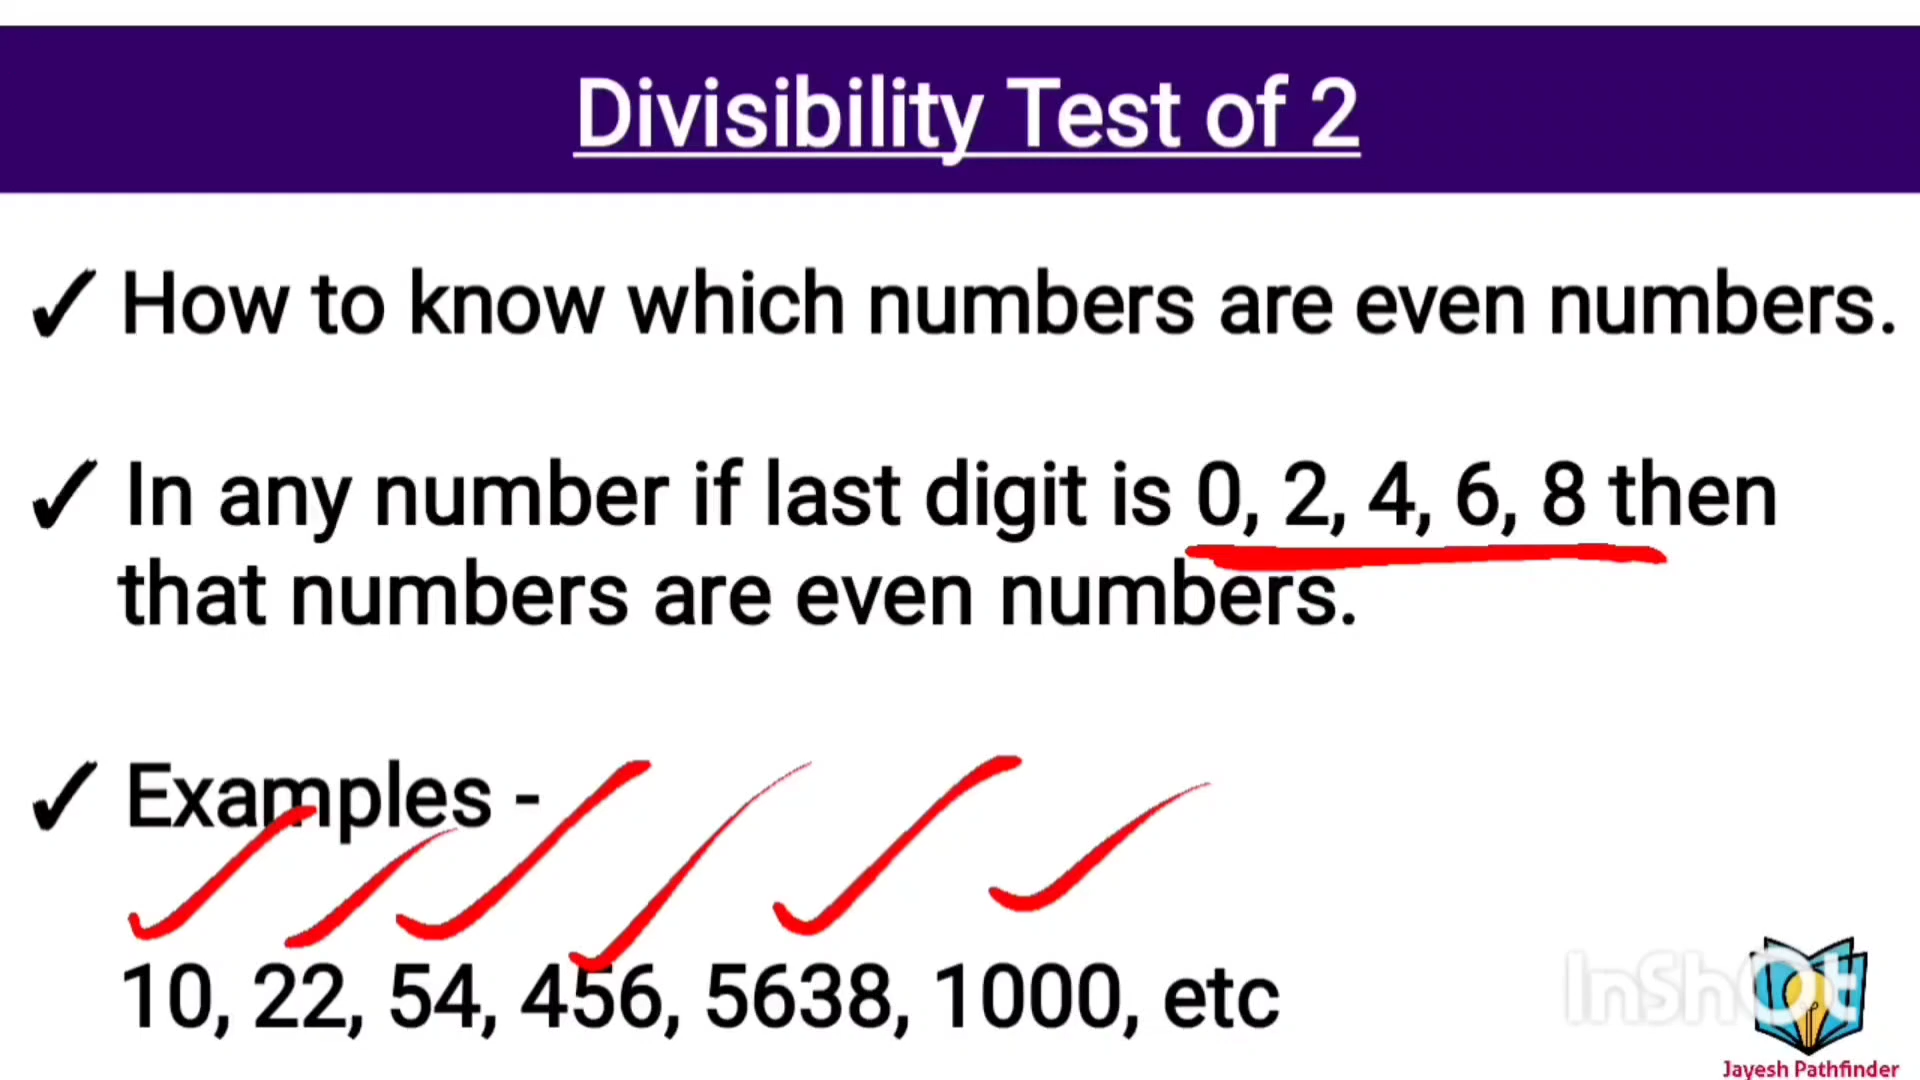 Divisibility Test of 2
✓ How to know which numbers are even numbers.
✓ In any number if last digit is 0, 2, 4, 6, 8 then
that numbers are even numbers.
✓ Examples -
10, 22, 54, 456, 5638, 1000, etc
InShOt
Jayesh Pathfinder